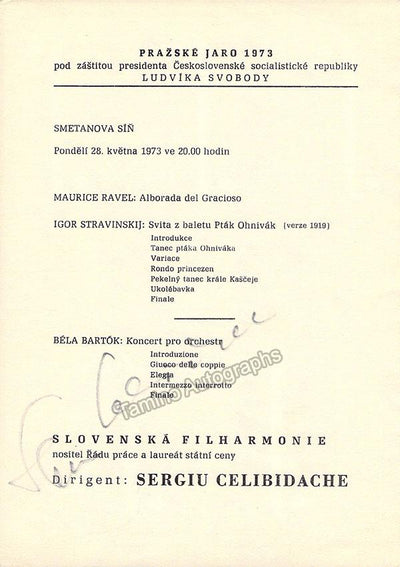 PRAŽSKÉ JARO 1973
pod záštitou presidenta Československé socialistické republiky
LUDVÍKA SVOBODY
SMETANOVA SÍŇ
Pondělí 28. května 1973 ve 20.00 hodin
MAURICE RAVEL: Alborada del Gracioso
IGOR STRAVINSKIJ: Svita z baletu Pták Ohnivák (verze 1919)
Introdukce
Tanec ptáka Ohniváka
Variace
Rondo princezen
Pekelný tanec krále Kaščeje
Ukolébavka
Finale
BÉLA BARTÓK: Koncert pro orchestr
Introduzione
Giuoco delle coppie
Elegia
Intermezzo interrotto
Finale
Tamino Autographs
SLOVENSKÁ FILHARMONIE
nositel Řádu práce a laureát státní ceny
Dirigent: SERGIU CELIBIDACHE